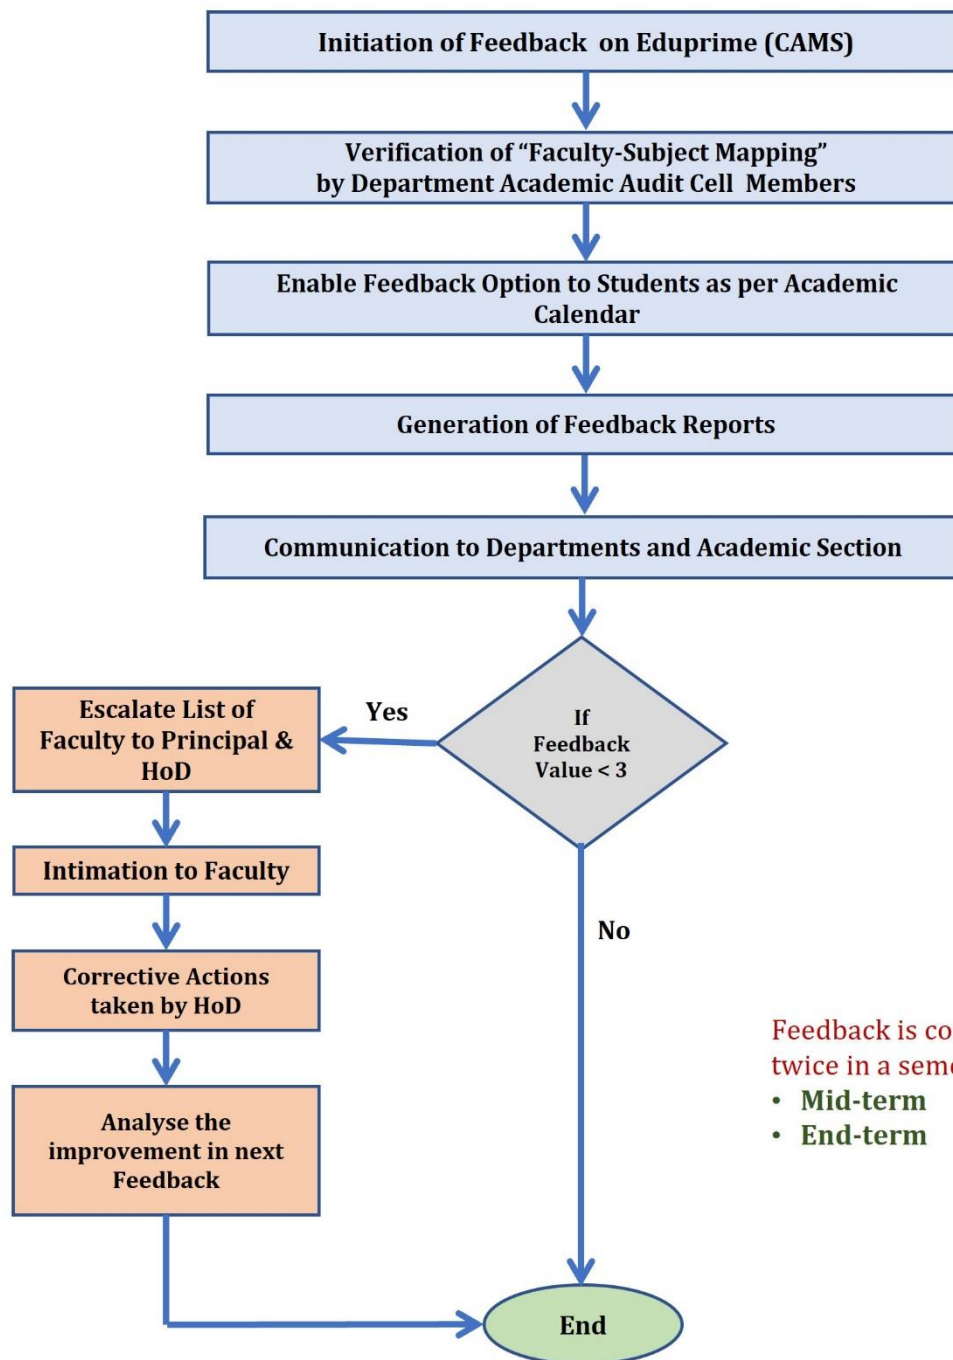 Initiation of Feedback on Eduprime (CAMS)
Verification of “Faculty-Subject Mapping”
by Department Academic Audit Cell Members
Enable Feedback Option to Students as per Academic
Calendar
Generation of Feedback Reports
Communication to Departments and Academic Section
If
Feedback
Value < 3
Yes
Escalate List of
Faculty to Principal &
HoD
Intimation to Faculty
No
Corrective Actions
taken by HoD
Analyse the
improvement in next
Feedback
Feedback is
twice in a
• Mid-term
• End-term
End